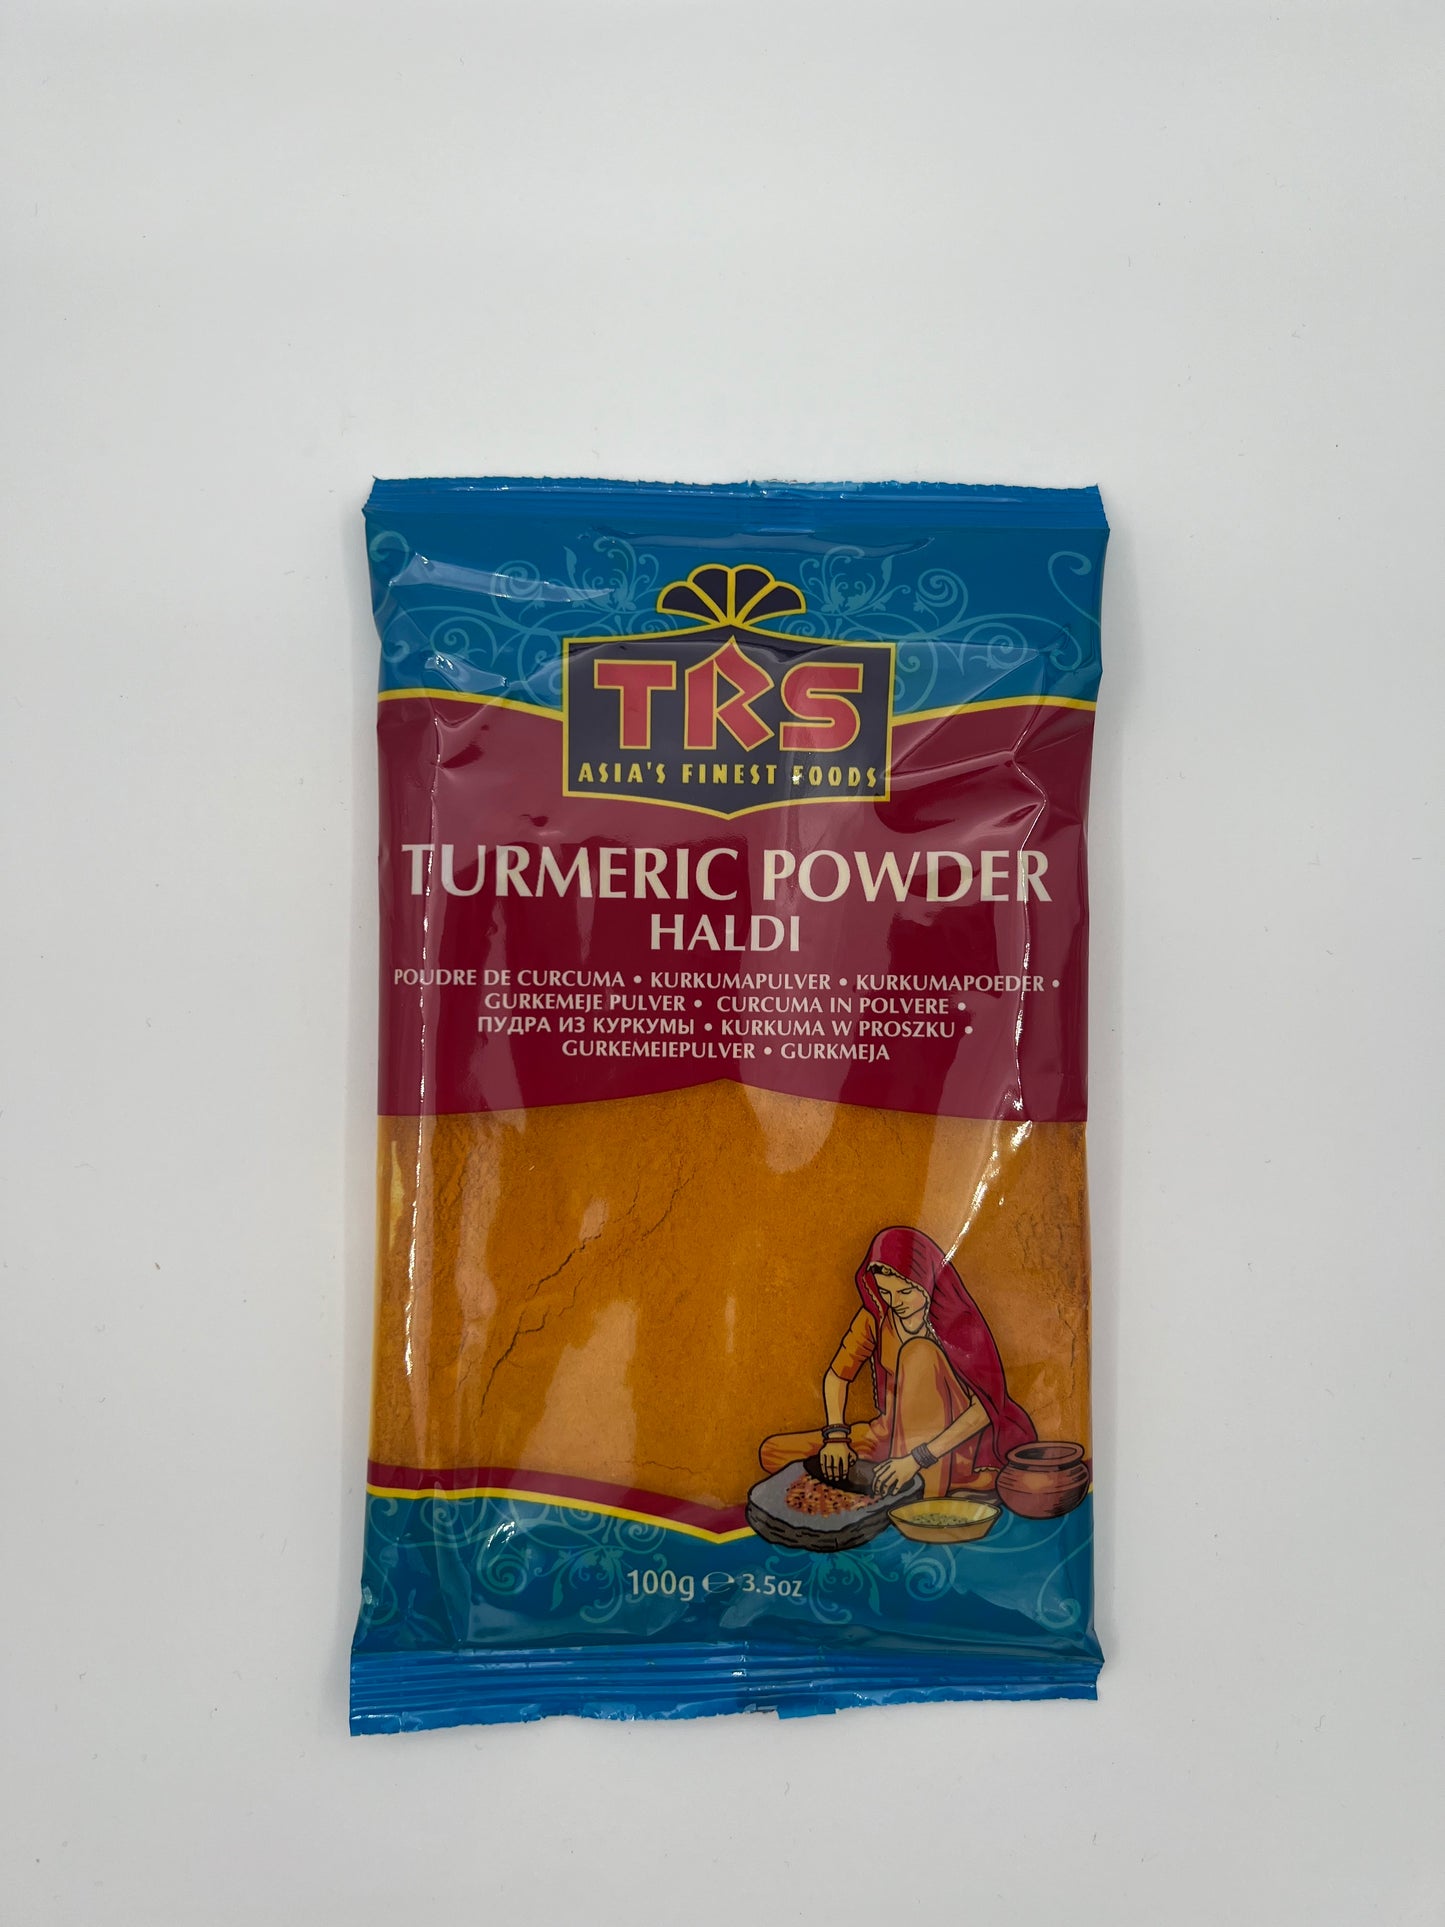 TRS
ASIA'S FINEST FOODS
TURMERIC POWDER
HALDI
POUDRE DE CURCUMA • KURKUMAPULVER • KURKUMAPOEDER •
GURKEMEJE PULVER • CURCUMA IN POLVERE •
ПУДРА ИЗ КУРКУМЫ • KURKUMA W PROSZKU •
GURKEMEIEPULVER • GURKMEJA
100g ℮ 3.5oz